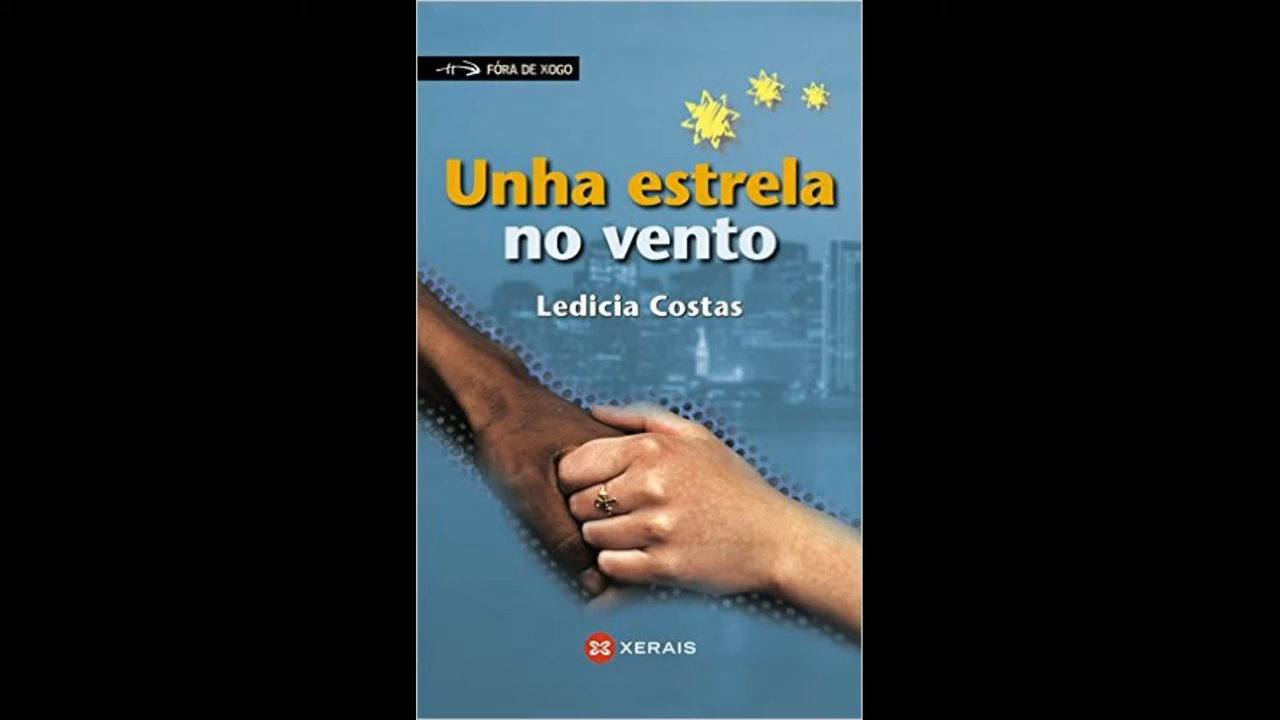 FÓRA DE XOGO
Unha estrela
no vento
Ledicia Costas
XERAIS